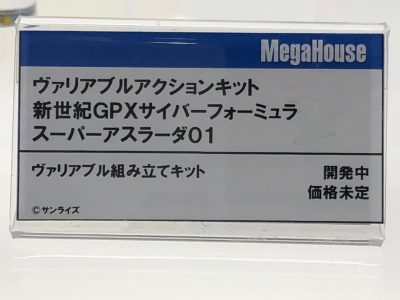 MegaHouse
ヴァリアブルアクションキット
新世紀GPXサイバーフォーミュラ
スーパーアスラーダ01
ヴァリアブル組み立てキット
開発中
価格未定
©サンライズ